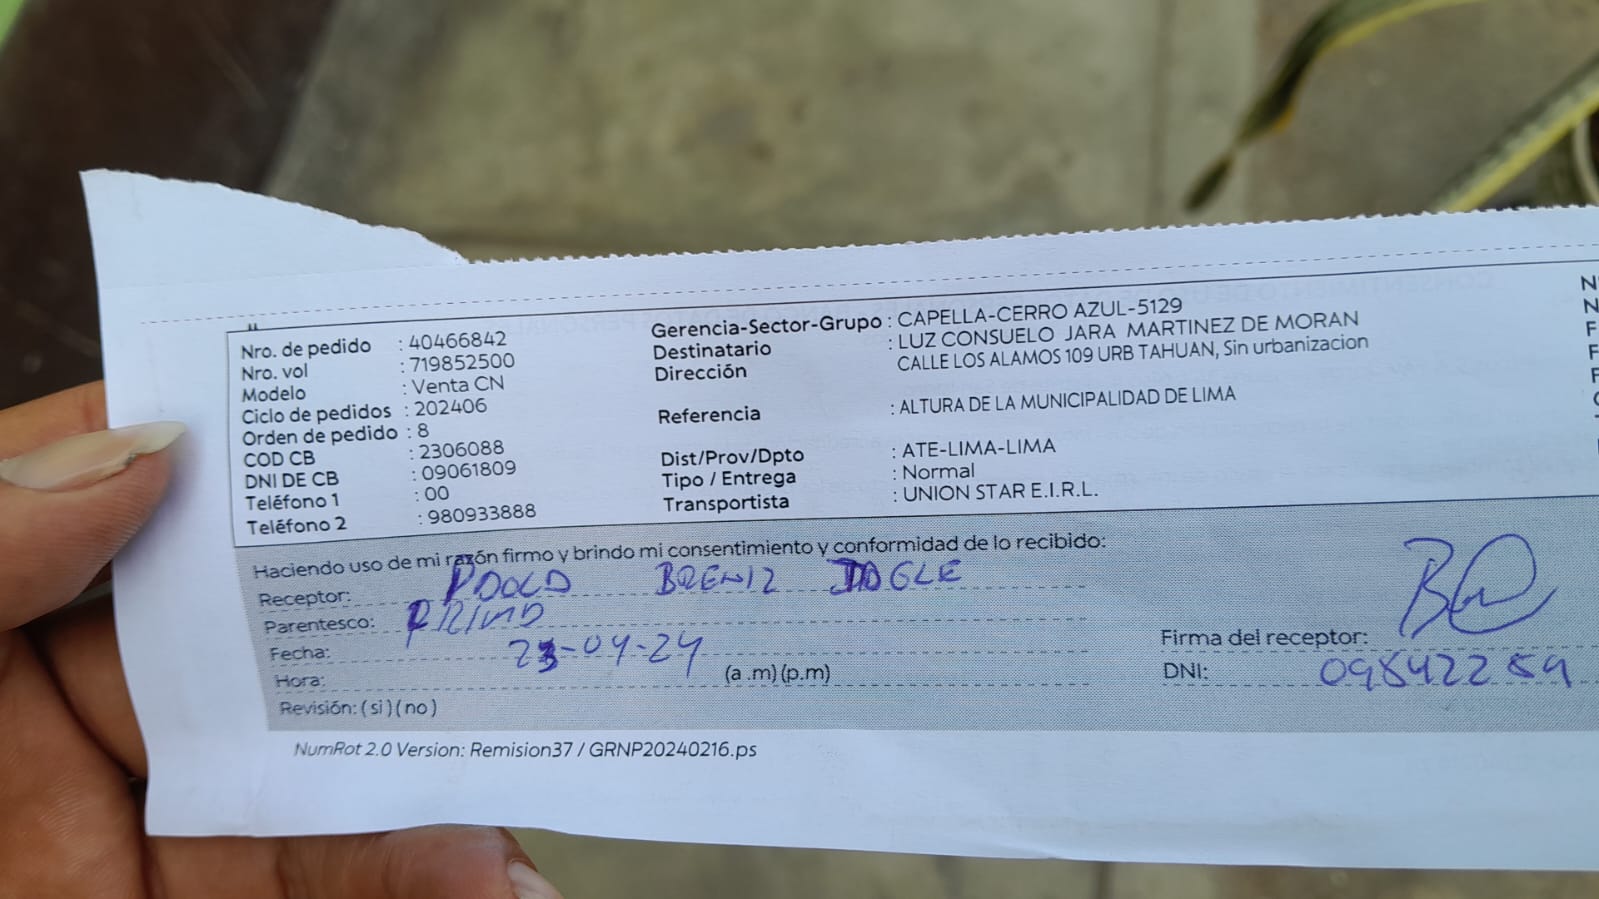 Nro. de pedido : 40466842
Nro. vol : 719852500
Modelo : Venta CN
Ciclo de pedidos : 202406
Orden de pedido : 8
COD CB : 2306088
DNI DE CB : 09061809
Teléfono 1 : 00
Teléfono 2 : 980933888
Gerencia-Sector-Grupo : CAPELLA-CERRO AZUL-5129
Destinatario : LUZ CONSUELO JARA MARTINEZ DE MORAN
Dirección CALLE LOS ALAMOS 109 URB TAHUAN, Sin urbanizacion
Referencia : ALTURA DE LA MUNICIPALIDAD DE LIMA
Dist/Prov/Dpto : ATE-LIMA-LIMA
Tipo / Entrega : Normal
Transportista : UNION STAR E.I.R.L.
Haciendo uso de mi razón firmo y brindo mi consentimiento y conformidad de lo recibido:
Receptor:
Parentesco: PRIMO
Fecha: 23-04-24
Hora: (a .m) (p.m)
Revisión: ( si ) ( no )
Firma del receptor:
DNI: 09842259
NumRot 2.0 Version: Remision37 / GRNP20240216.ps